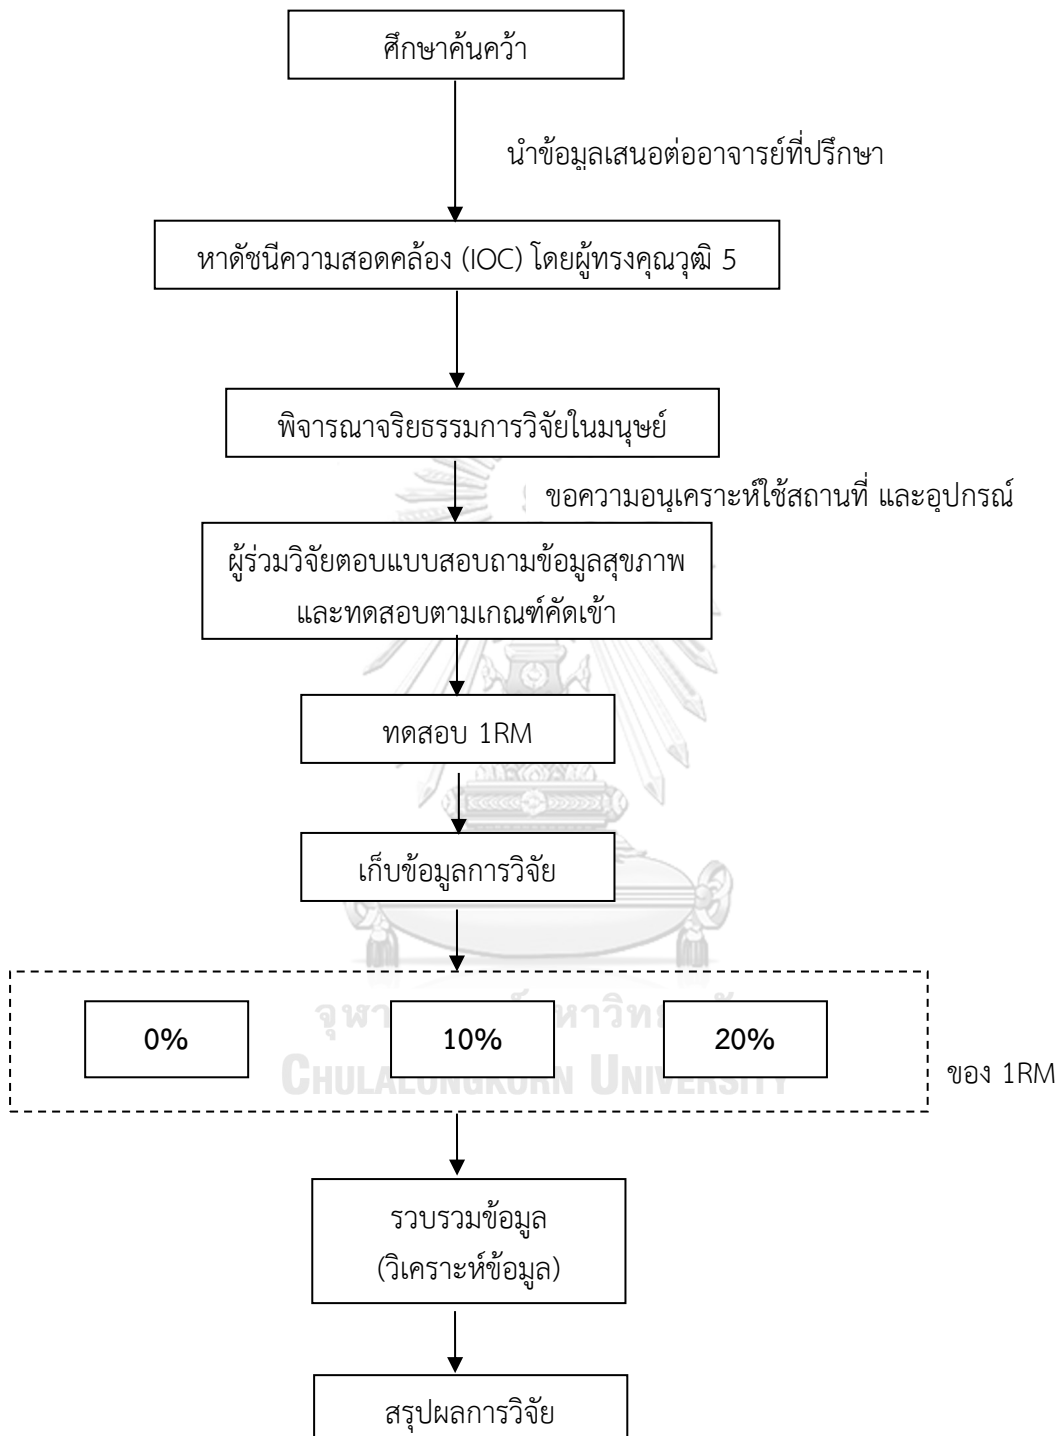 ศึกษาค้นคว้า
นำข้อมูลเสนอต่ออาจารย์ที่ปรึกษา
หาดัชนีความสอดคล้อง (IOC) โดยผู้ทรงคุณวุฒิ 5
พิจารณาจริยธรรมการวิจัยในมนุษย์
ขอความอนุเคราะห์ใช้สถานที่ และอุปกรณ์
ผู้ร่วมวิจัยตอบแบบสอบถามข้อมูลสุขภาพ
และทดสอบตามเกณฑ์คัดเข้า
ทดสอบ 1RM
เก็บข้อมูลการวิจัย
0% 10% 20%
ของ 1RM
CHULALONGKORN UNIVERSITY
รวบรวมข้อมูล
(วิเคราะห์ข้อมูล)
สรุปผลการวิจัย